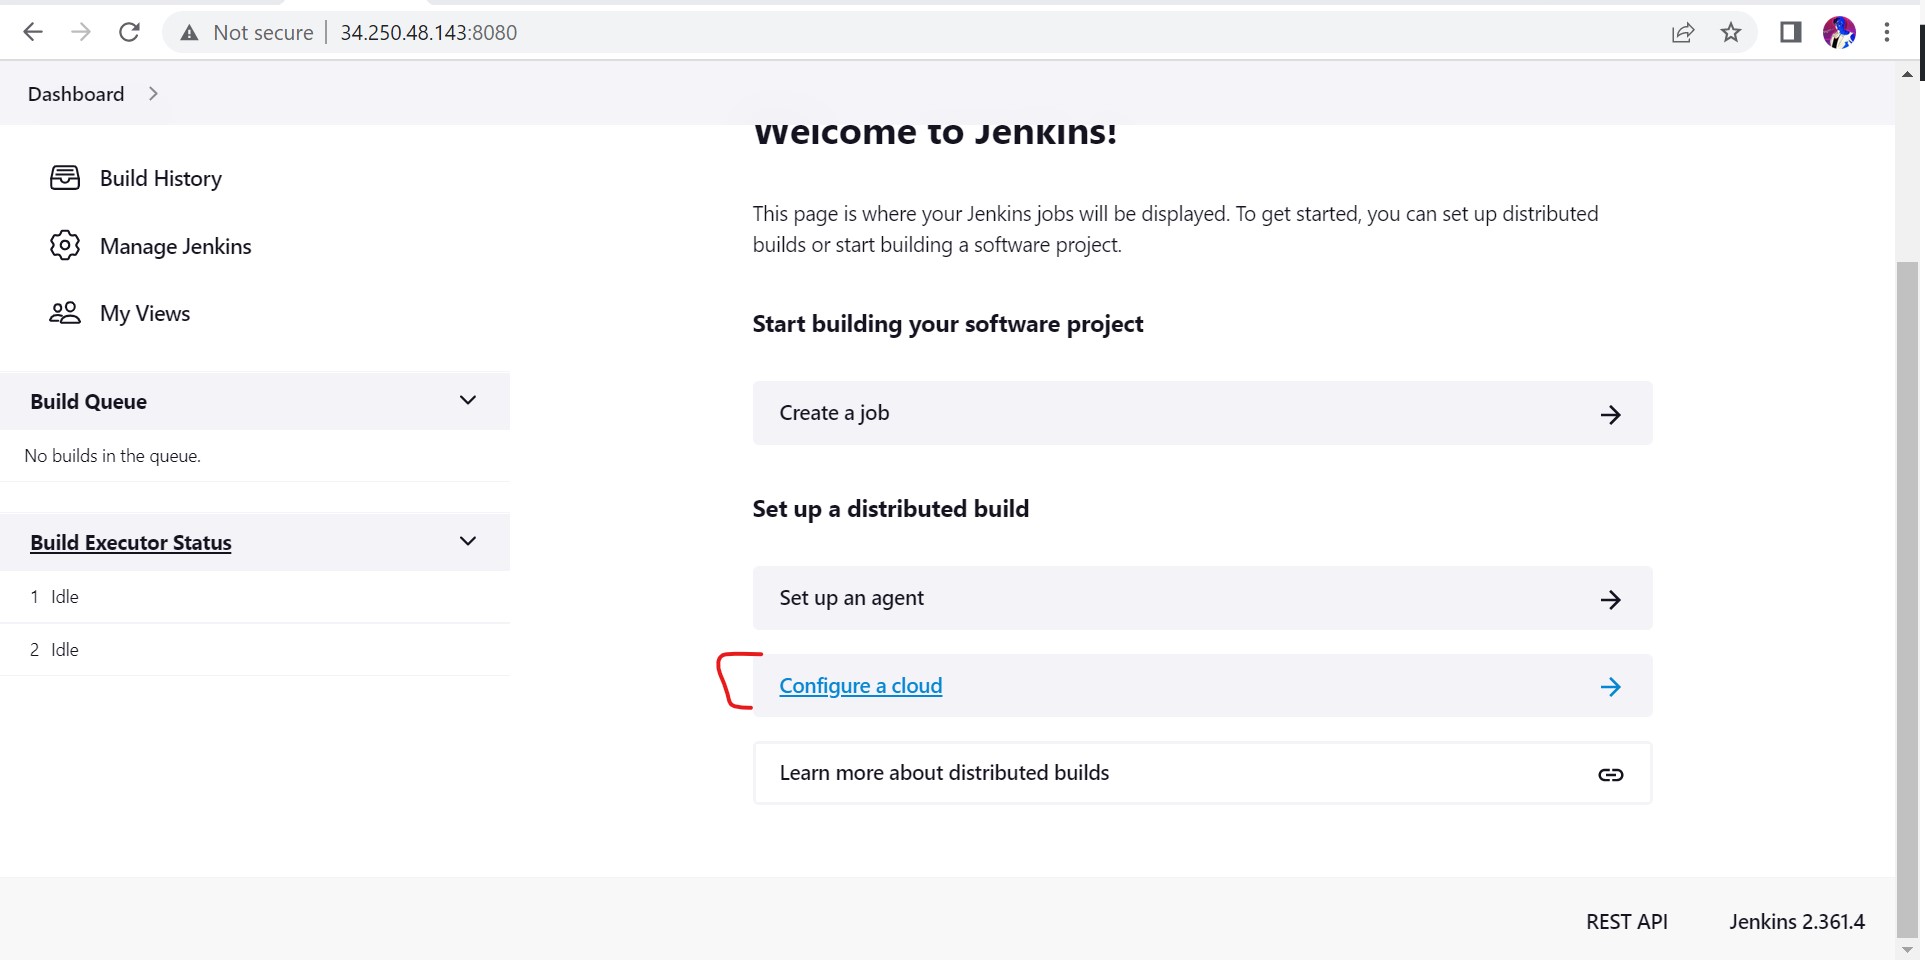 Not secure | 34.250.48.143:8080
Dashboard
Build History
Manage Jenkins
My Views
Build Queue
No builds in the queue.
Build Executor Status
1 Idle
2 Idle
Welcome to Jenkins!
This page is where your Jenkins jobs will be displayed. To get started, you can set up distributed
builds or start building a software project.
Start building your software project
Create a job
Set up a distributed build
Set up an agent
Configure a cloud
Learn more about distributed builds
REST API
Jenkins 2.361.4